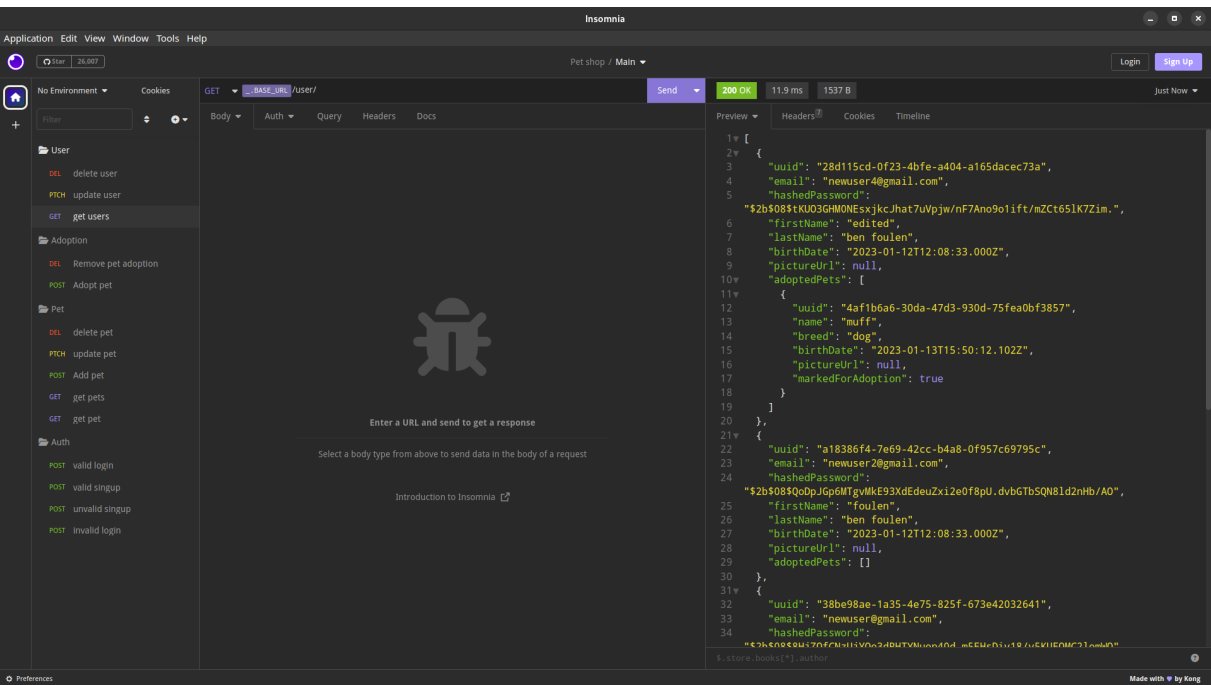 Insomnia
Application Edit View Window Tools Help
Star 26,007
Pet shop / Main
Login Sign Up
No Environment Cookies
Filter
User
DEL delete user
PTCH update user
GET get users
Adoption
DEL Remove pet adoption
POST Adopt pet
Pet
DEL delete pet
PTCH update pet
POST Add pet
GET get pets
GET get pet
Auth
POST valid login
POST valid singup
POST unvalid singup
POST invalid login
GET _.BASE_URL /user/ Send
Body Auth Query Headers Docs
Enter a URL and send to get a response
Select a body type from above to send data in the body of a request
Introduction to Insomnia
200 OK 11.9 ms 1537 B Just Now
Preview Headers 7 Cookies Timeline
1 [
2 {
3 "uuid": "28d115cd-0f23-4bfe-a404-a165dacec73a",
4 "email": "newuser4@gmail.com",
5 "hashedPassword":
"$2b$08$tKUO3GHM0NEsxjkcJhat7uVpjw/nF7Ano9o1ift/mZCt65lK7Zim.",
6 "firstName": "edited",
7 "lastName": "ben foulen",
8 "birthDate": "2023-01-12T12:08:33.000Z",
9 "pictureUrl": null,
10 "adoptedPets": [
11 {
12 "uuid": "4af1b6a6-30da-47d3-930d-75fea0bf3857",
13 "name": "muff",
14 "breed": "dog",
15 "birthDate": "2023-01-13T15:50:12.102Z",
16 "pictureUrl": null,
17 "markedForAdoption": true
18 }
19 ]
20 },
21 {
22 "uuid": "a18386f4-7e69-42cc-b4a8-0f957c69795c",
23 "email": "newuser2@gmail.com",
24 "hashedPassword":
"$2b$08$QoDpJGp6MTgvMkE93XdEdeuZxi2e0f8pU.dvbGTbSQN8ld2nHb/AO",
25 "firstName": "foulen",
26 "lastName": "ben foulen",
27 "birthDate": "2023-01-12T12:08:33.000Z",
28 "pictureUrl": null,
29 "adoptedPets": []
30 },
31 {
32 "uuid": "38be98ae-1a35-4e75-825f-673e42032641",
33 "email": "newuser@gmail.com",
34 "hashedPassword":
$.store.books[*].author
Preferences
Made with by Kong